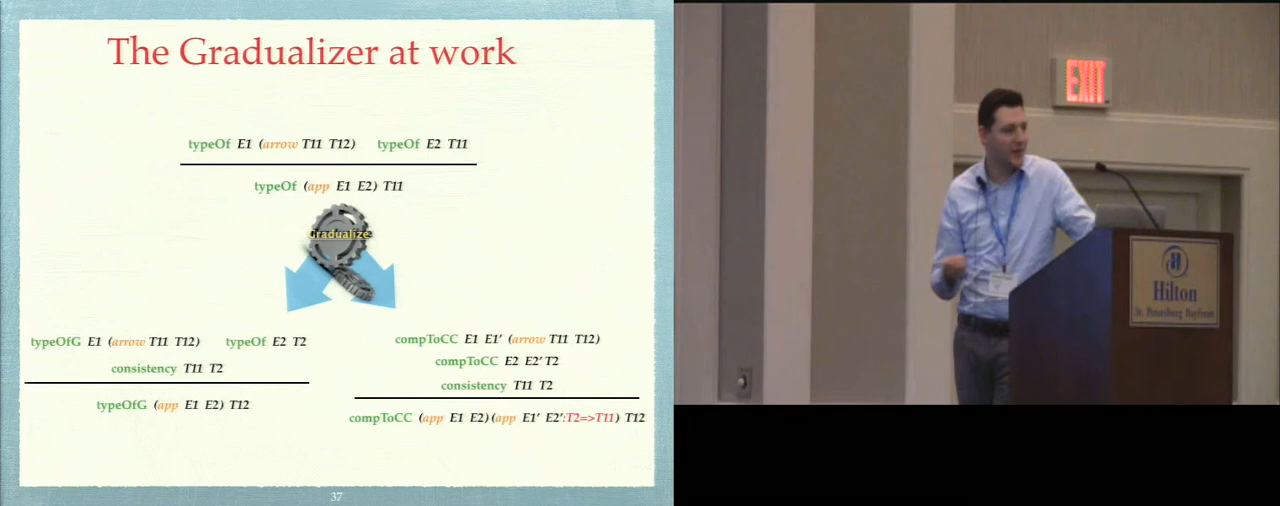 The Gradualizer at work
typeOf E1 (arrow T11 T12) typeOf E2 T11
typeOf (app E1 E2) T11
Gradualize
typeOfG E1 (arrow T11 T12) typeOf E2 T2
consistency T11 T2
typeOfG (app E1 E2) T12
compToCC E1 E1' (arrow T11 T12)
compToCC E2 E2' T2
consistency T11 T2
compToCC (app E1 E2) (app E1' E2':T2=>T11) T12
37
EXIT
Hilton
St. Petersburg Bayfront